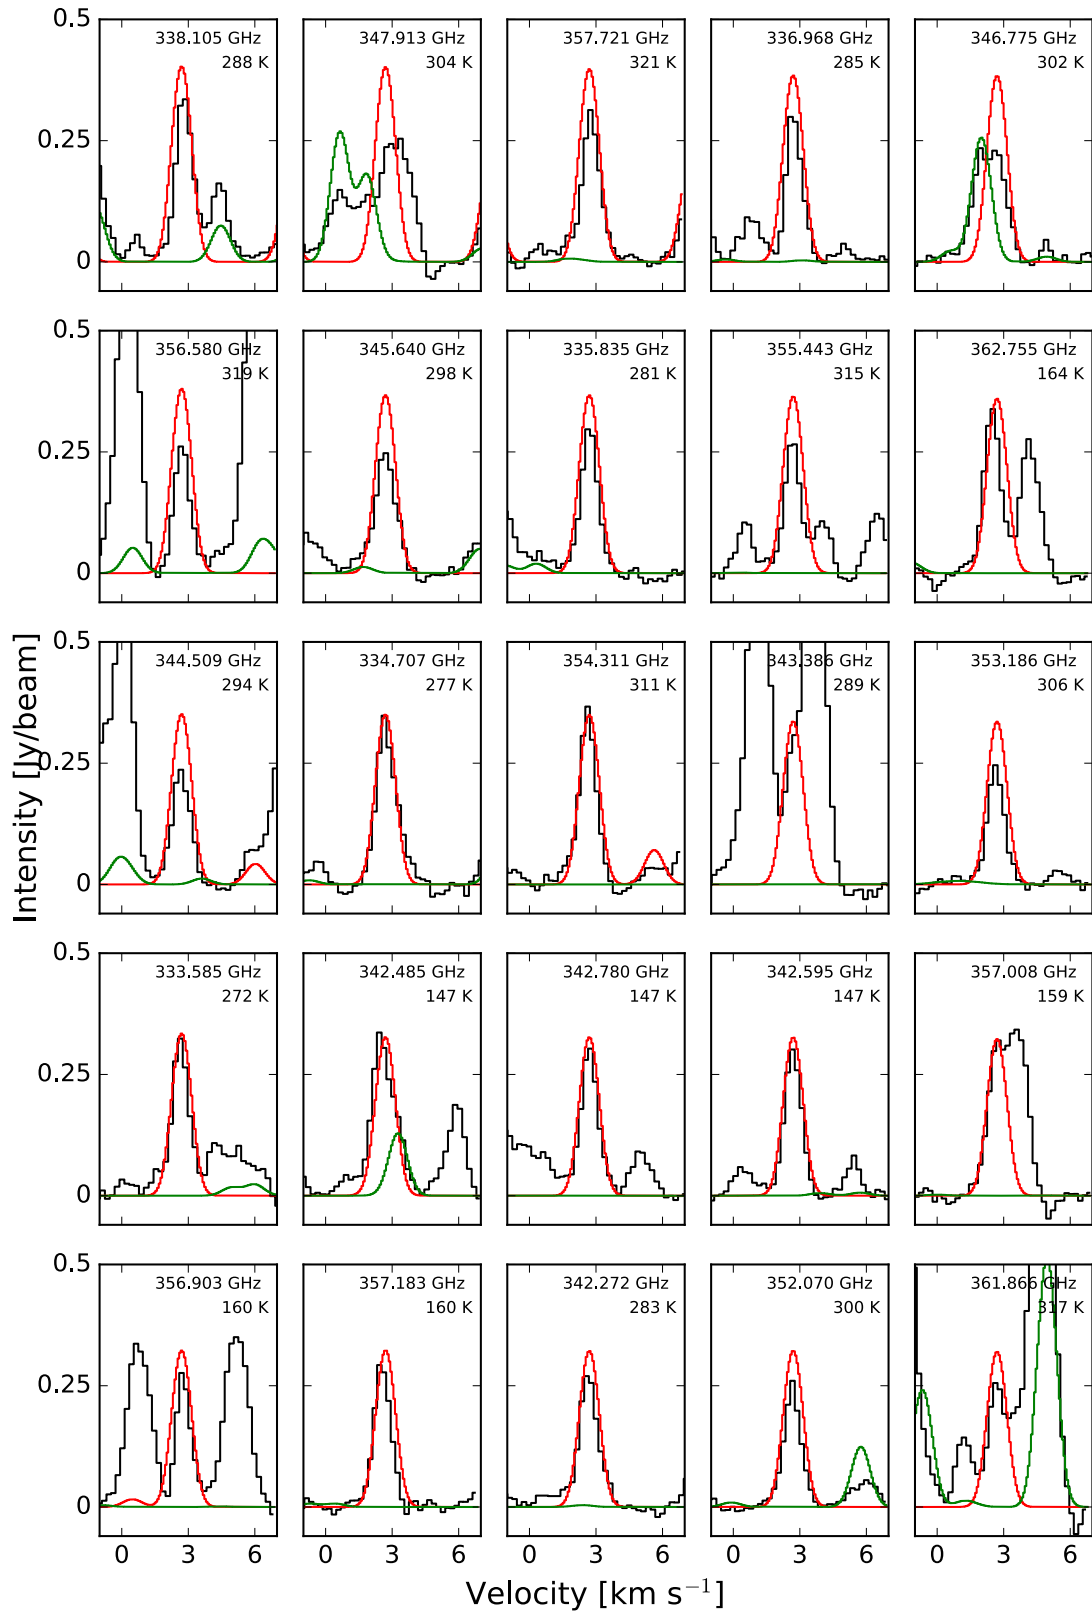 0.5
338.105 GHz
288 K
347.913 GHz
304 K
357.721 GHz
321 K
336.968 GHz
285 K
346.775 GHz
302 K
0.25
0
0.5
356.580 GHz
319 K
345.640 GHz
298 K
335.835 GHz
281 K
355.443 GHz
315 K
362.755 GHz
164 K
0.25
0
0.5
344.509 GHz
294 K
334.707 GHz
277 K
354.311 GHz
311 K
343.386 GHz
289 K
353.186 GHz
306 K
0.25
0
Intensity [Jy/beam]
0.5
333.585 GHz
272 K
342.485 GHz
147 K
342.780 GHz
147 K
342.595 GHz
147 K
357.008 GHz
159 K
0.25
0
0.5
356.903 GHz
160 K
357.183 GHz
160 K
342.272 GHz
283 K
352.070 GHz
300 K
361.866 GHz
317 K
0.25
0
0 3 6 0 3 6 0 3 6 0 3 6 0 3 6
Velocity [km s⁻¹]